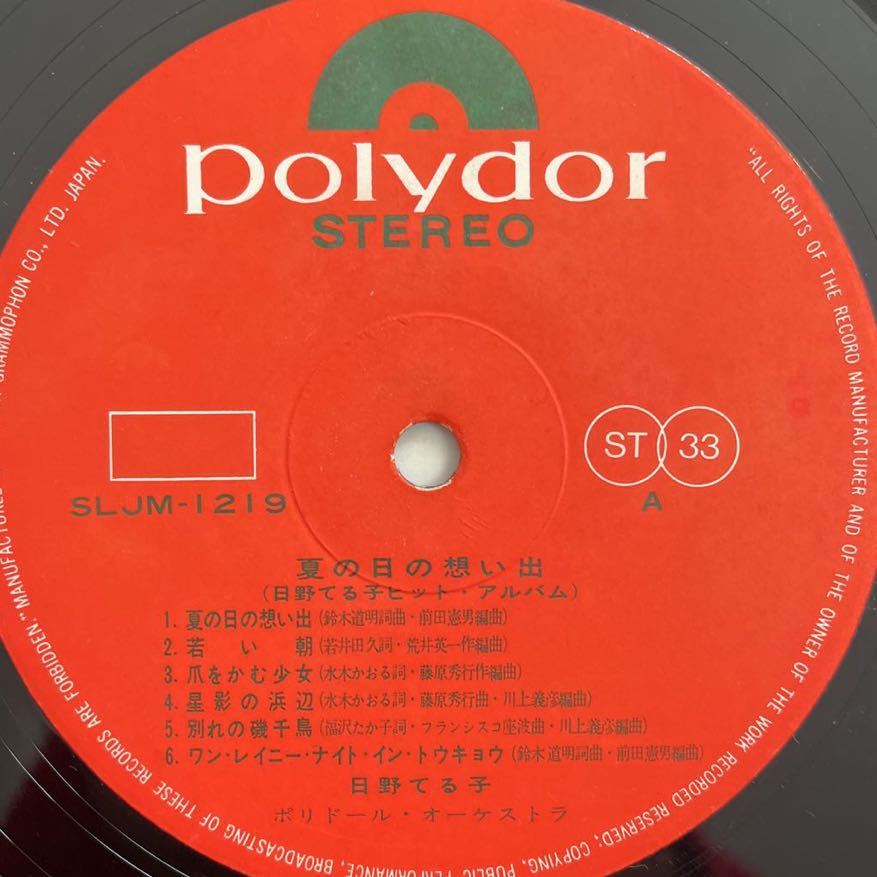 polydor
STEREO
SLJM-1219
ST 33
A
夏の日の想い出
(日野てる子ヒット・アルバム)
1. 夏の日の想い出 (鈴木道明詞曲・前田憲男編曲)
2. 若い朝 (若井田久詞・荒井英一作編曲)
3. 爪をかむ少女 (水木かおる詞・藤原秀行作編曲)
4. 星影の浜辺 (水木かおる詞・藤原秀行曲・川上義彦編曲)
5. 別れの磯千鳥 (福沢たか子詞・フランシスコ座波曲・川上義彦編曲)
6. ワン・レイニー・ナイト・イン・トウキョウ (鈴木道明詞曲・前田憲男編曲)
日野てる子
ポリドール・オーケストラ
"ALL RIGHTS OF THE RECORD MANUFACTURER AND OF THE OWNER OF THE WORK RECORDED RESERVED; COPYING, PUBLIC PERFORMANCE, BROADCASTING OF THESE RECORDS ARE FORBIDDEN." MANUFACTURED GRAMMOPHON CO., LTD. JAPAN.